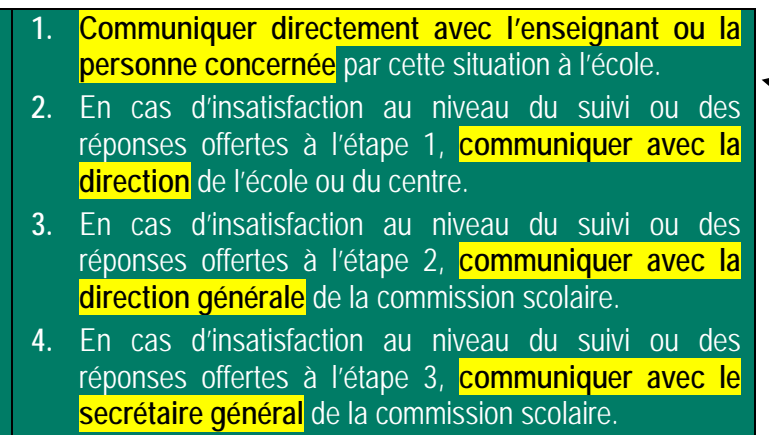 1. Communiquer directement avec l'enseignant ou la
personne concernée par cette situation à l'école.
2. En cas d'insatisfaction au niveau du suivi ou des
réponses offertes à l'étape 1, communiquer avec la
direction de l'école ou du centre.
3. En cas d'insatisfaction au niveau du suivi ou des
réponses offertes à l'étape 2, communiquer avec la
direction générale de la commission scolaire.
4. En cas d'insatisfaction au niveau du suivi ou des
réponses offertes à l'étape 3, communiquer avec le
secrétaire général de la commission scolaire.